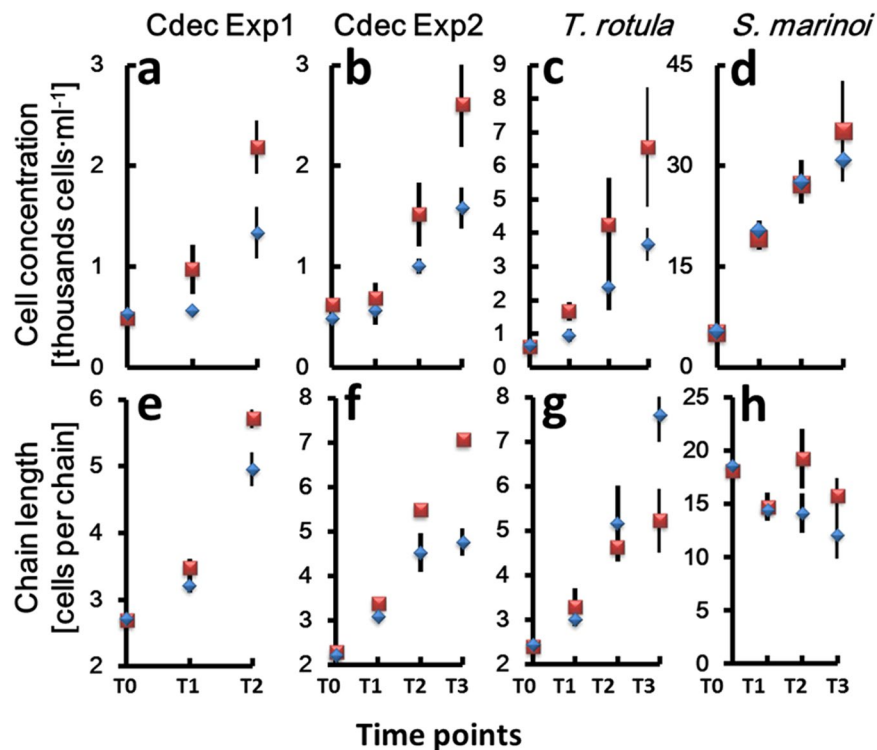 Cdec Exp1 Cdec Exp2 T. rotula S. marinoi
Cell concentration
[thousands cells·ml-1]
a
3
2
1
0
b
3
2
1
0
c
9
8
7
6
5
4
3
2
1
0
d
45
30
15
0
Chain length
[cells per chain]
e
6
5
4
3
2
T0 T1 T2
f
8
7
6
5
4
3
2
T0 T1 T2 T3
g
8
7
6
5
4
3
2
T0 T1 T2 T3
h
25
20
15
10
5
0
T0 T1 T2 T3
Time points